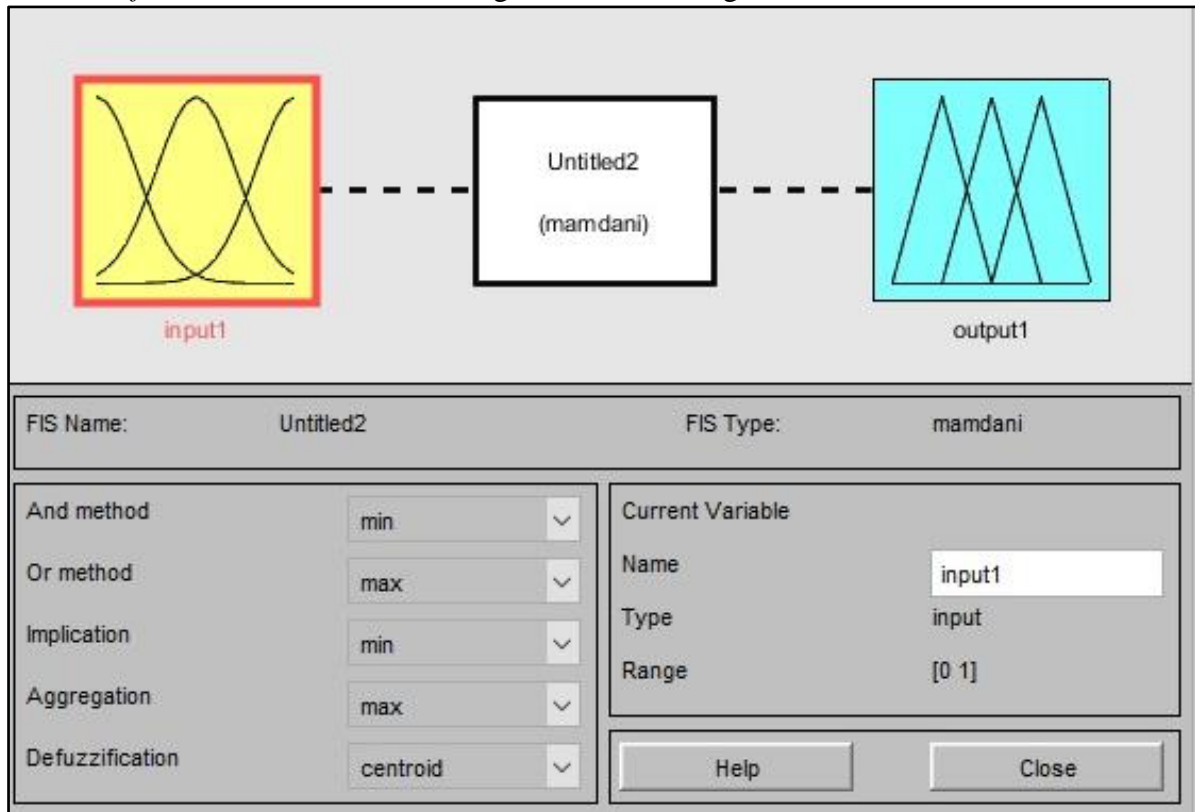 Untitled2
(mamdani)
input1
output1
FIS Name:
Untitled2
FIS Type:
mamdani
And method
min
Or method
max
Implication
min
Aggregation
max
Defuzzification
centroid
Current Variable
Name
input1
Type
input
Range
[0 1]
Help
Close